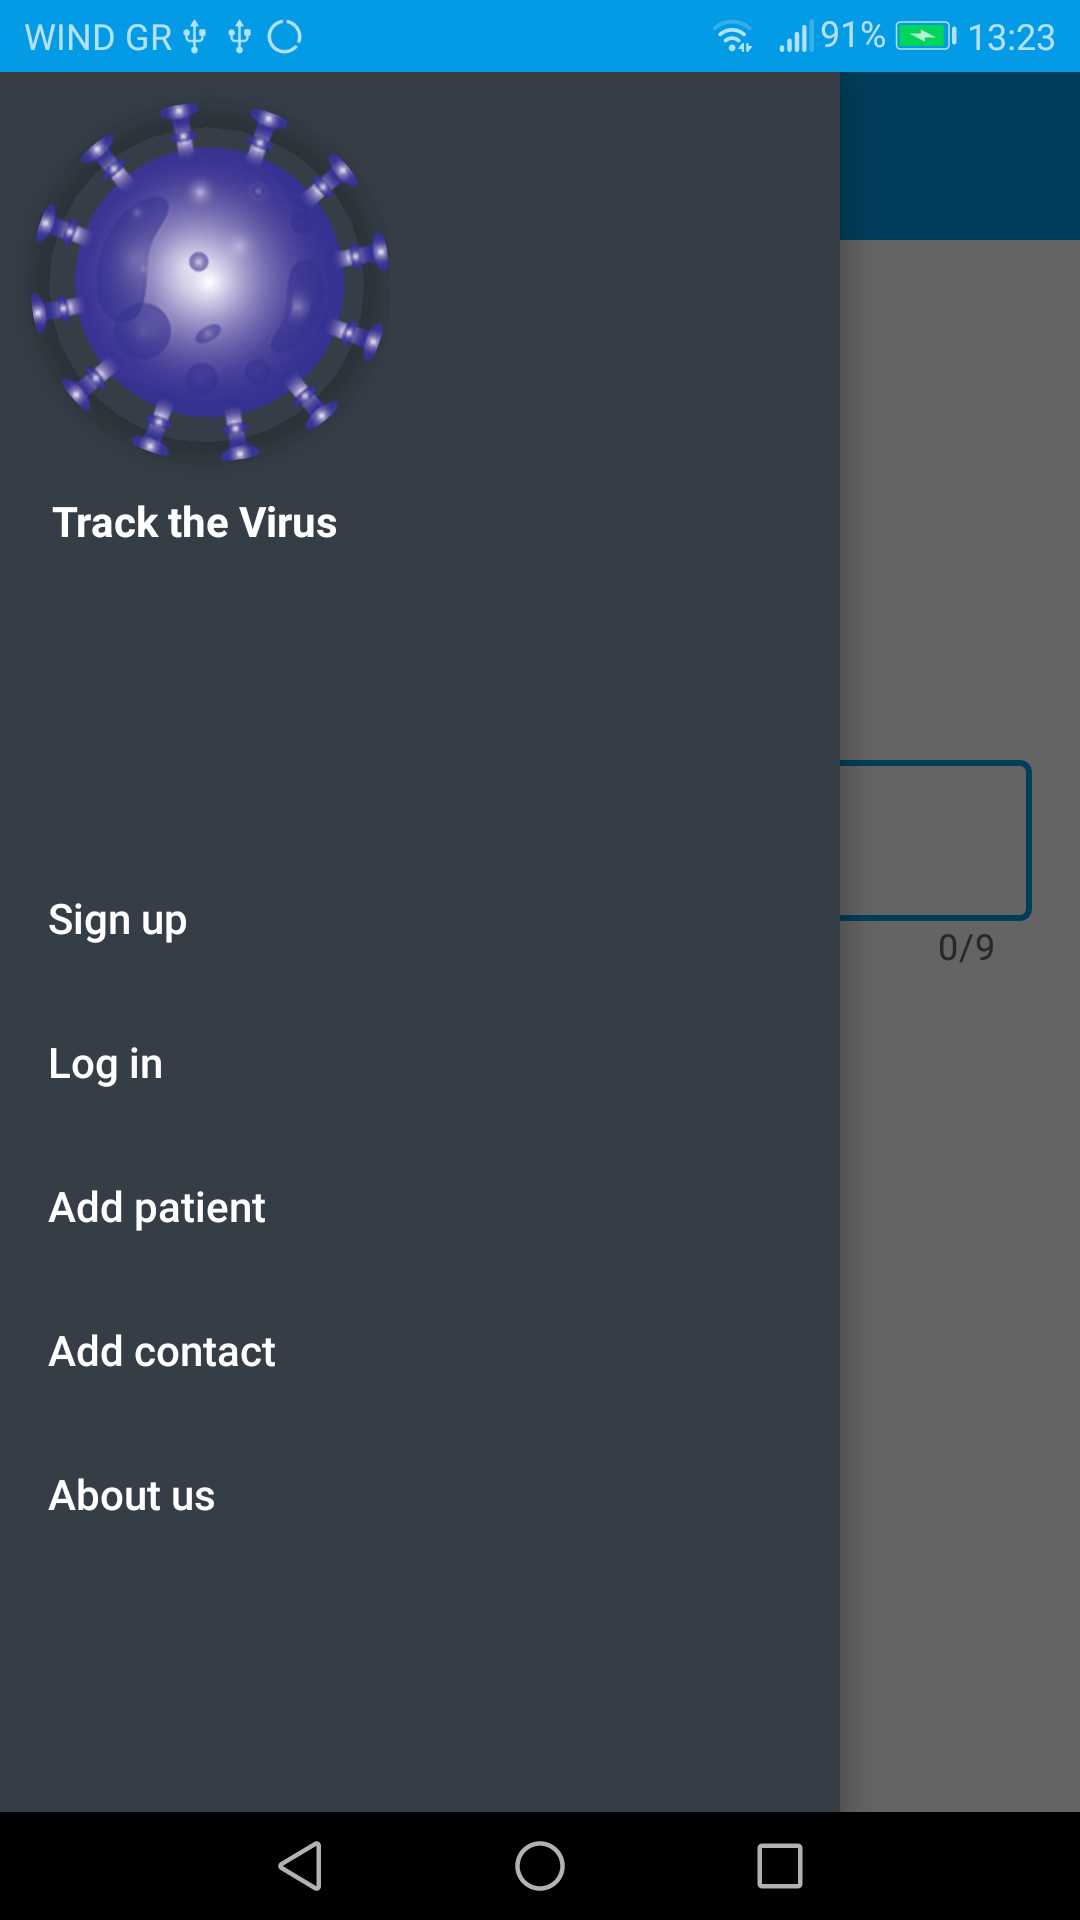 WIND GR 91% 13:23
Track the Virus
Sign up
0/9
Log in
Add patient
Add contact
About us